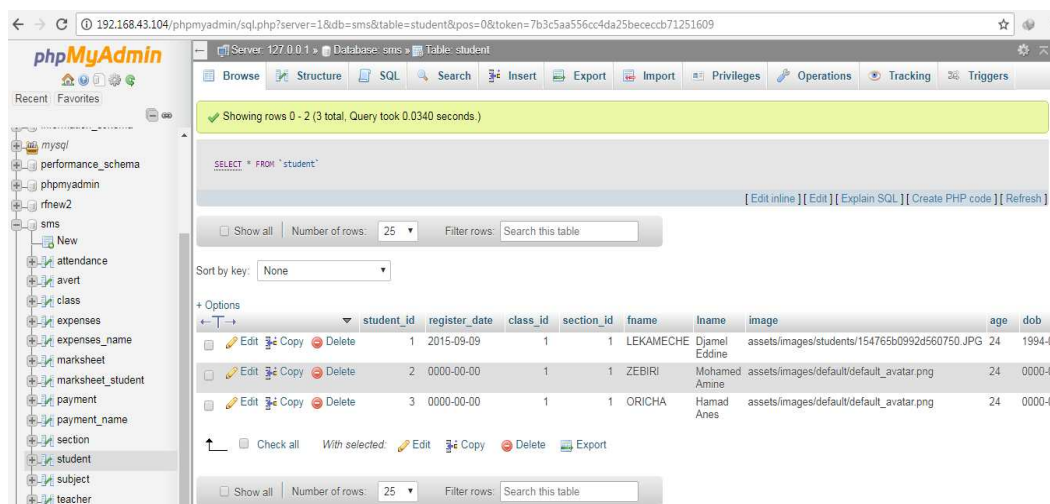 192.168.43.104/phpmyadmin/sql.php?server=1&db=sms&table=student&pos=0&token=7b3c5aa556cc4da25bececcb71251609
phpMyAdmin
Recent Favorites
mysql
performance_schema
phpmyadmin
rfnew2
sms
New
attendance
avert
class
expenses
expenses_name
marksheet
marksheet_student
payment
payment_name
section
student
subject
teacher
Server: 127.0.0.1 » Database: sms » Table: student
Browse Structure SQL Search Insert Export Import Privileges Operations Tracking Triggers
Showing rows 0 - 2 (3 total, Query took 0.0340 seconds.)
SELECT * FROM `student`
[ Edit inline ] [ Edit ] [ Explain SQL ] [ Create PHP code ] [ Refresh ]
Show all Number of rows: 25 Filter rows: Search this table
Sort by key: None
+ Options
student_id register_date class_id section_id fname lname image age dob
Edit Copy Delete 1 2015-09-09 1 1 LEKAMECHE Djamel Eddine assets/images/students/154765b0992d560750.JPG 24 1994-
Edit Copy Delete 2 0000-00-00 1 1 ZEBIRI Mohamed Amine assets/images/default/default_avatar.png 24 0000-
Edit Copy Delete 3 0000-00-00 1 1 ORICHA Hamad Anes assets/images/default/default_avatar.png 24 0000-
Check all With selected: Edit Copy Delete Export
Show all Number of rows: 25 Filter rows: Search this table